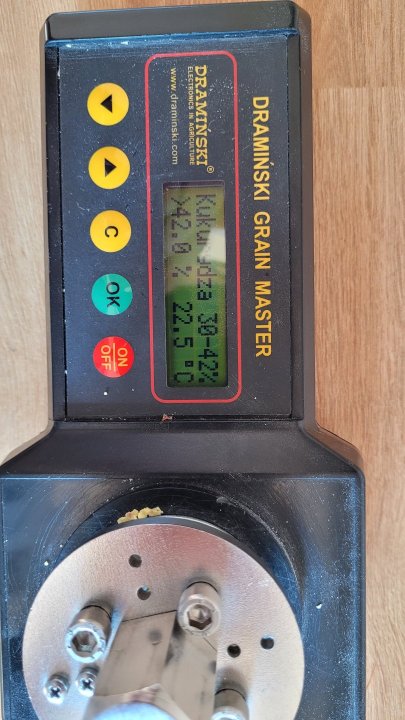 DRAMIŃSKI GRAIN MASTER
DRAMIŃSKI®
ELECTRONICS IN AGRICULTURE
www.draminski.com
Kukurydza 30-42%
>42.0 % 22.5 °C
C
OK
ON
OFF